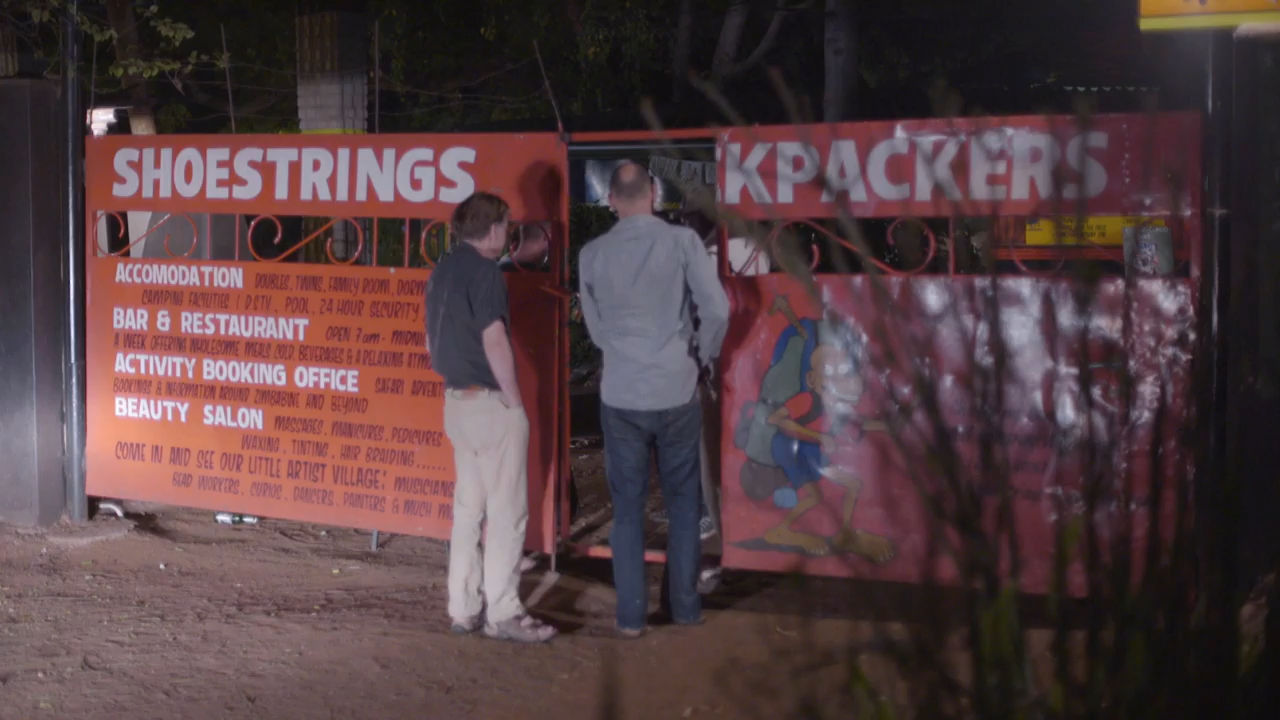 SHOESTRINGS
KPACKERS
ACCOMODATION DOUBLES, TWINS, FAMILY ROOM, DORM
CAMPING FACILITIES / DSTV, POOL, 24 HOUR SECURITY
BAR & RESTAURANT OPEN 7am - MIDNI
A WEEK OFFERING WHOLESOME MEALS COLD BEVERAGES & A RELAXING ATMO
ACTIVITY BOOKING OFFICE SAFARI ADVENT
BOOKINGS & INFORMATION AROUND ZIMBABWE AND BEYOND
BEAUTY SALON MASSAGES, MANICURES, PEDICURES
WAXING, TINTING, HAIR BRAIDING......
COME IN AND SEE OUR LITTLE ARTIST VILLAGE: MUSICIANS
BEAD WORKERS, CURIOS, DANCERS, PAINTERS & MUCH M